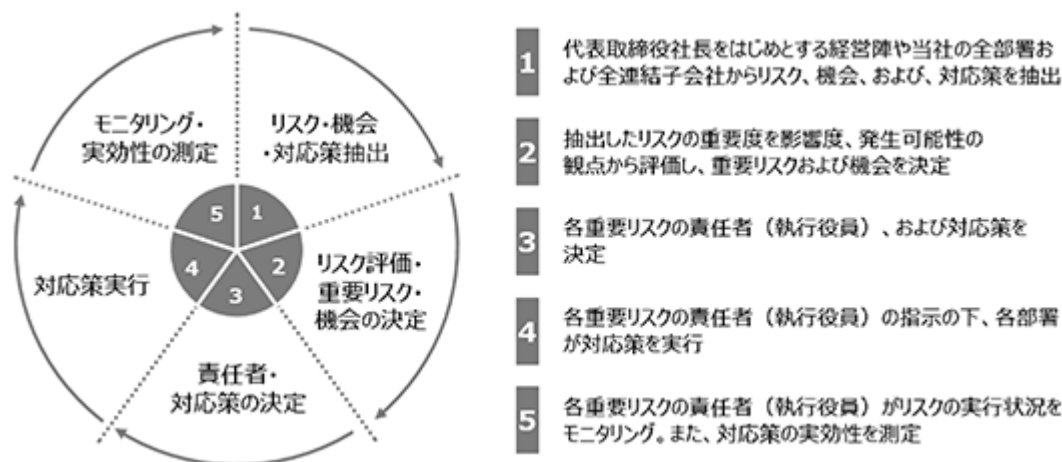 モニタリング・
実効性の測定
リスク・機会
・対応策抽出
5
1
4
2
3
対応策実行
リスク評価・
重要リスク・
機会の決定
責任者・
対応策の決定
1
代表取締役社長をはじめとする経営陣や当社の全部署お
よび全連結子会社からリスク、機会、および、対応策を抽出
2
抽出したリスクの重要度を影響度、発生可能性の
観点から評価し、重要リスクおよび機会を決定
3
各重要リスクの責任者（執行役員）、および対応策を
決定
4
各重要リスクの責任者（執行役員）の指示の下、各部署
が対応策を実行
5
各重要リスクの責任者（執行役員）がリスクの実行状況を
モニタリング。また、対応策の実効性を測定